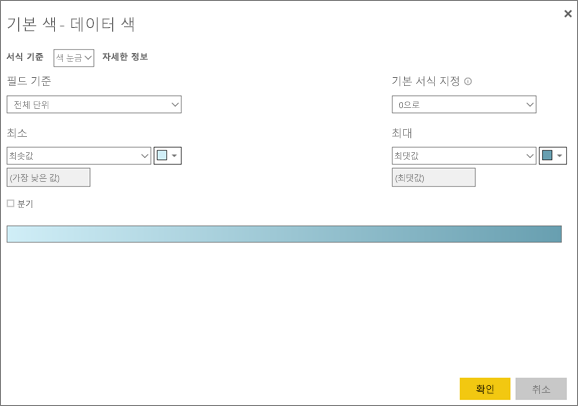 기본 색 - 데이터 색
서식 기준 색 눈금 자세한 정보
필드 기준 기본 서식 지정
전체 단위 0으로
최소 최대
최솟값 최댓값
(가장 낮은 값) (최댓값)
분기
확인 취소